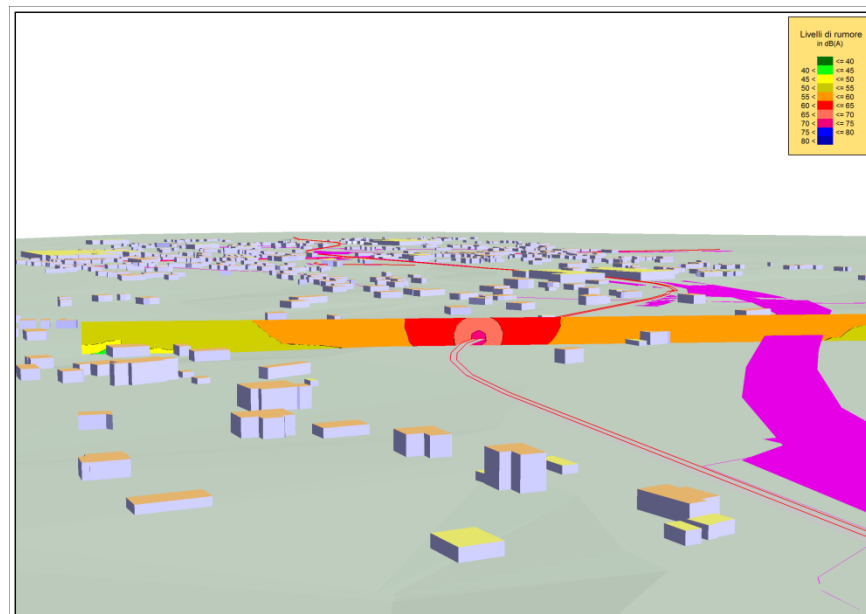 Livelli di rumore
in dB(A)
<= 40
40 < <= 45
45 < <= 50
50 < <= 55
55 < <= 60
60 < <= 65
65 < <= 70
70 < <= 75
75 < <= 80
80 <